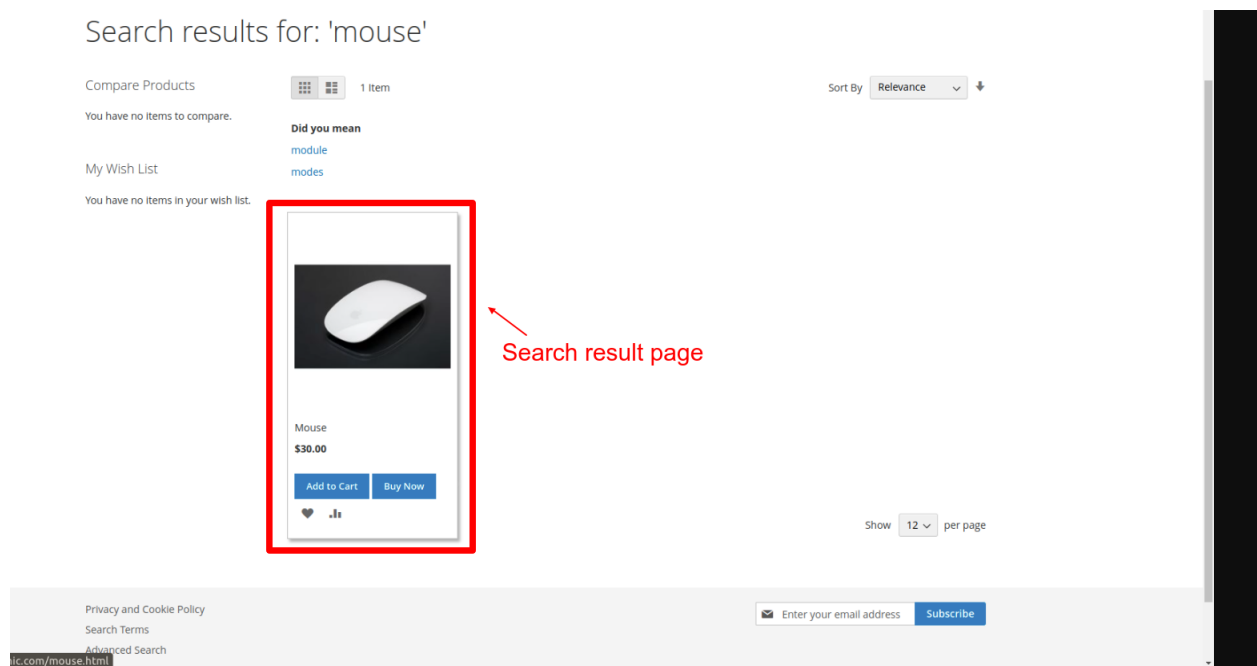 Search results for: 'mouse'
Compare Products
You have no items to compare.
My Wish List
You have no items in your wish list.
1 Item
Sort By Relevance
Did you mean
module
modes
Search result page
Mouse
$30.00
Add to Cart Buy Now
Show 12 per page
Privacy and Cookie Policy
Search Terms
Advanced Search
Enter your email address Subscribe
nic.com/mouse.html